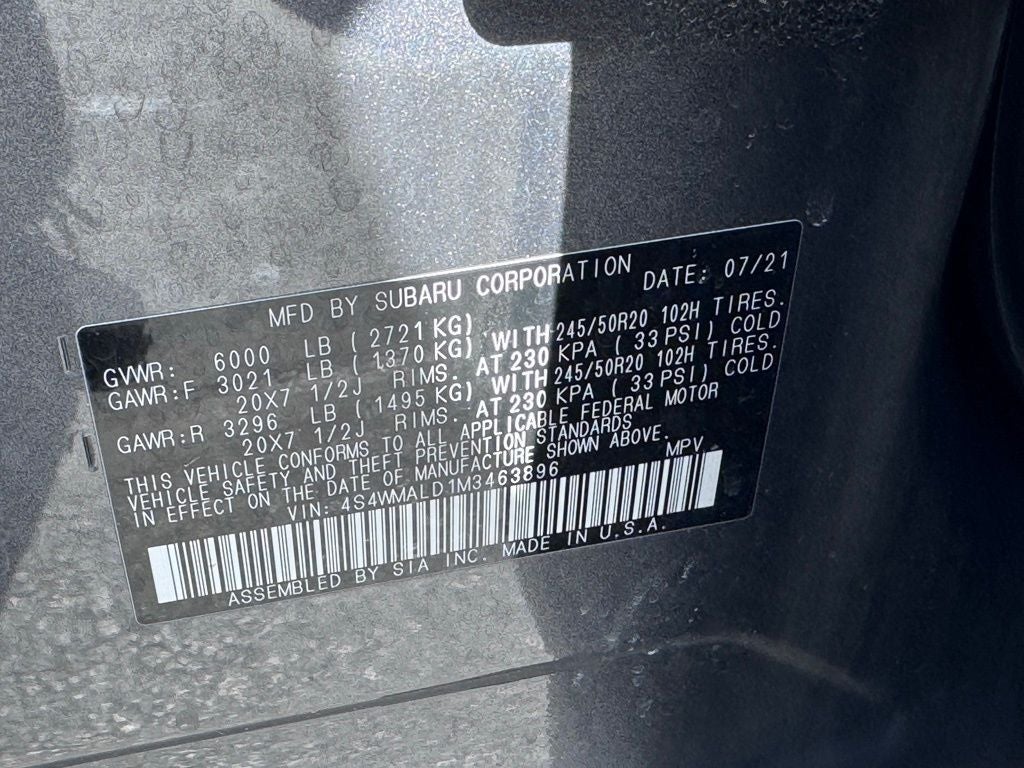 MFD BY SUBARU CORPORATION DATE: 07/21
GVWR: 6000 LB ( 2721KG)
GAWR:F 3021 LB ( 1370 KG) WITH 245/50R20 102H TIRES.
20X7 1/2J RIMS. AT 230 KPA ( 33 PSI) COLD
GAWR:R 3296 LB ( 1495 KG) WITH 245/50R20 102H TIRES.
20X7 1/2J RIMS. AT 230 KPA ( 33 PSI) COLD
THIS VEHICLE CONFORMS TO ALL APPLICABLE FEDERAL MOTOR
VEHICLE SAFETY AND THEFT PREVENTION STANDARDS
IN EFFECT ON THE DATE OF MANUFACTURE SHOWN ABOVE.
VIN: 4S4WMALD1M3463896 MPV
ASSEMBLED BY SIA INC. MADE IN U.S.A.